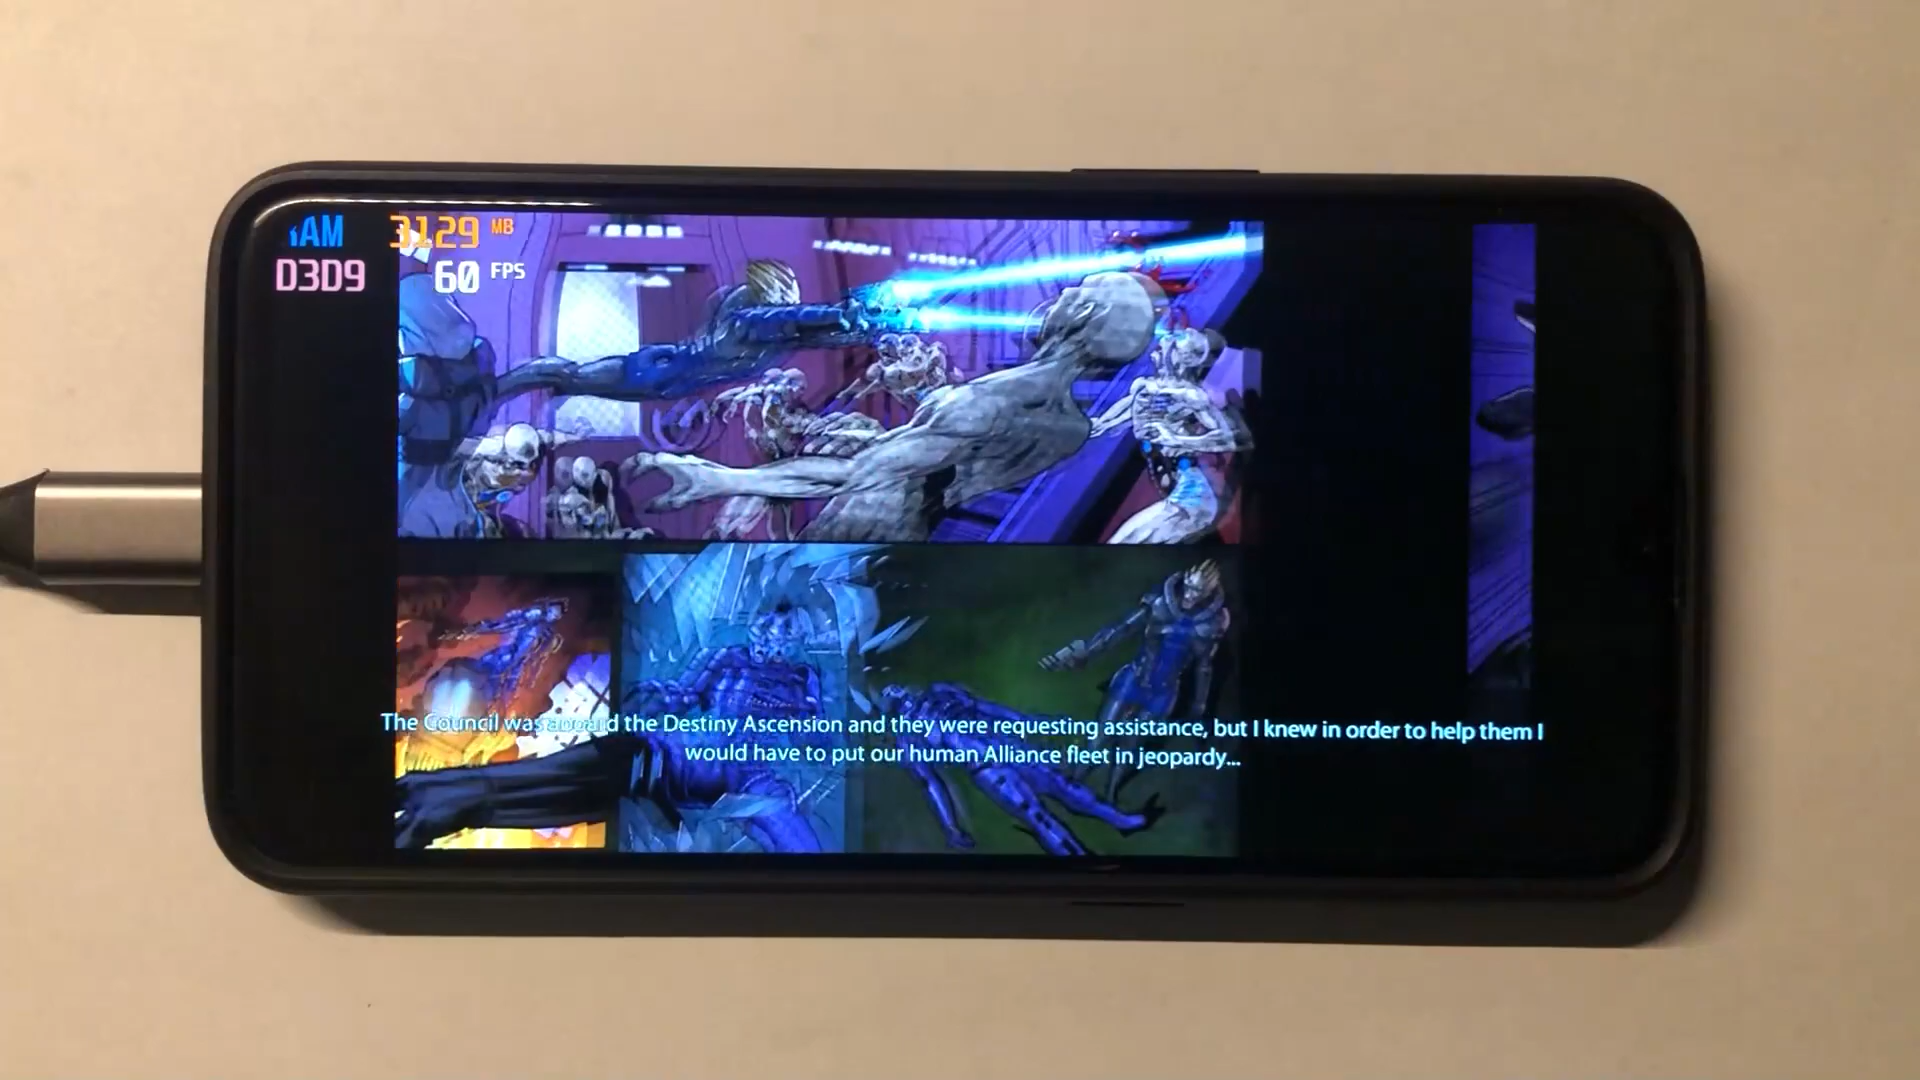 AM 3129 MB
D3D9 60 FPS
The Council was aboard the Destiny Ascension and they were requesting assistance, but I knew in order to help them I
would have to put our human Alliance fleet in jeopardy...